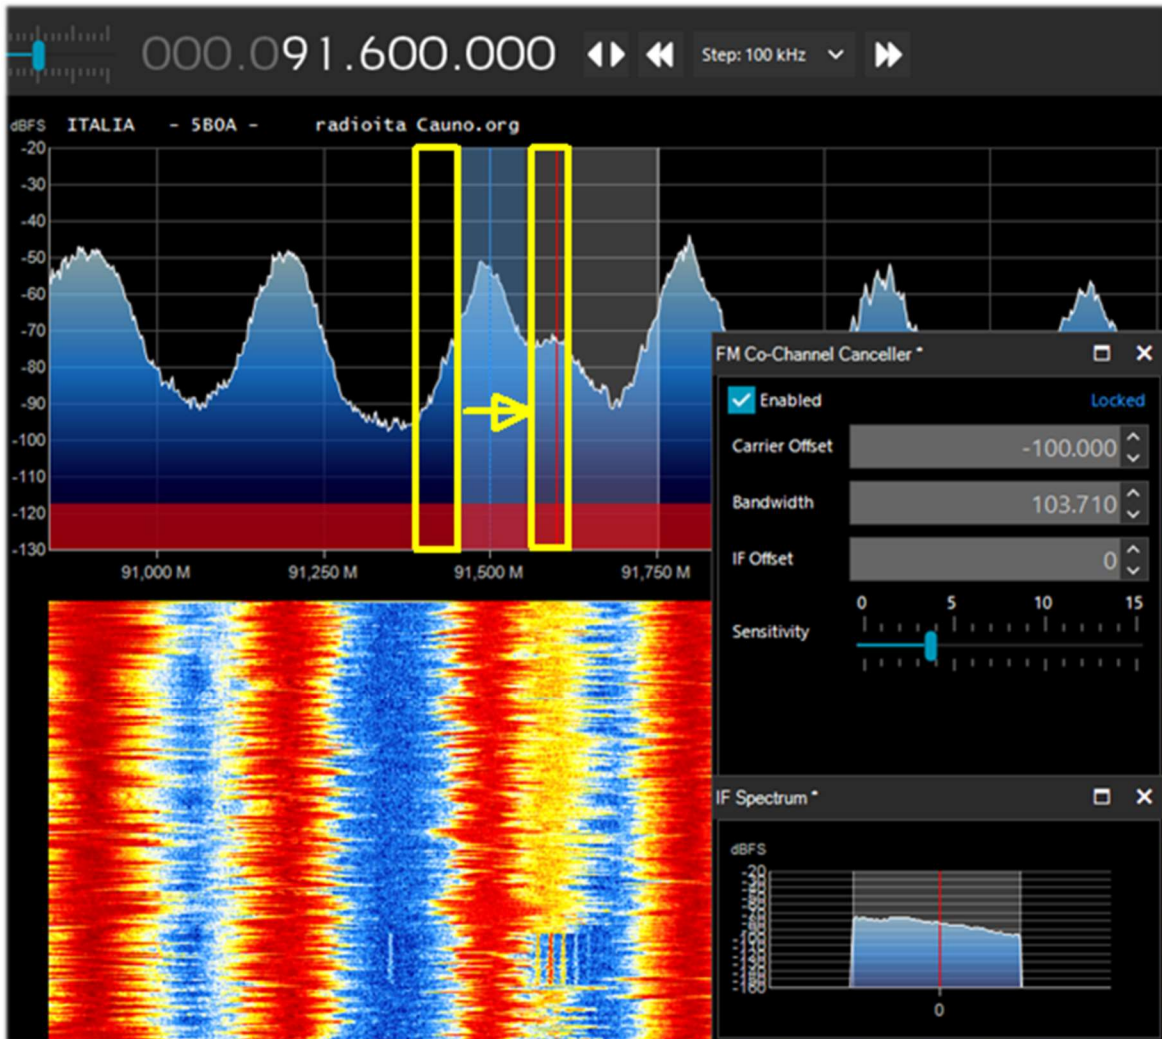 000.091.600.000
Step: 100 kHz
dBFS ITALIA - 5B0A - radioita Cauno.org
-20
-30
-40
-50
-60
-70
-80
-90
-100
-110
-120
-130
91,000 M 91,250 M 91,500 M 91,750 M
FM Co-Channel Canceller *
Enabled Locked
Carrier Offset -100.000
Bandwidth 103.710
IF Offset 0
0 5 10 15
Sensitivity
IF Spectrum *
dBFS
-20
0